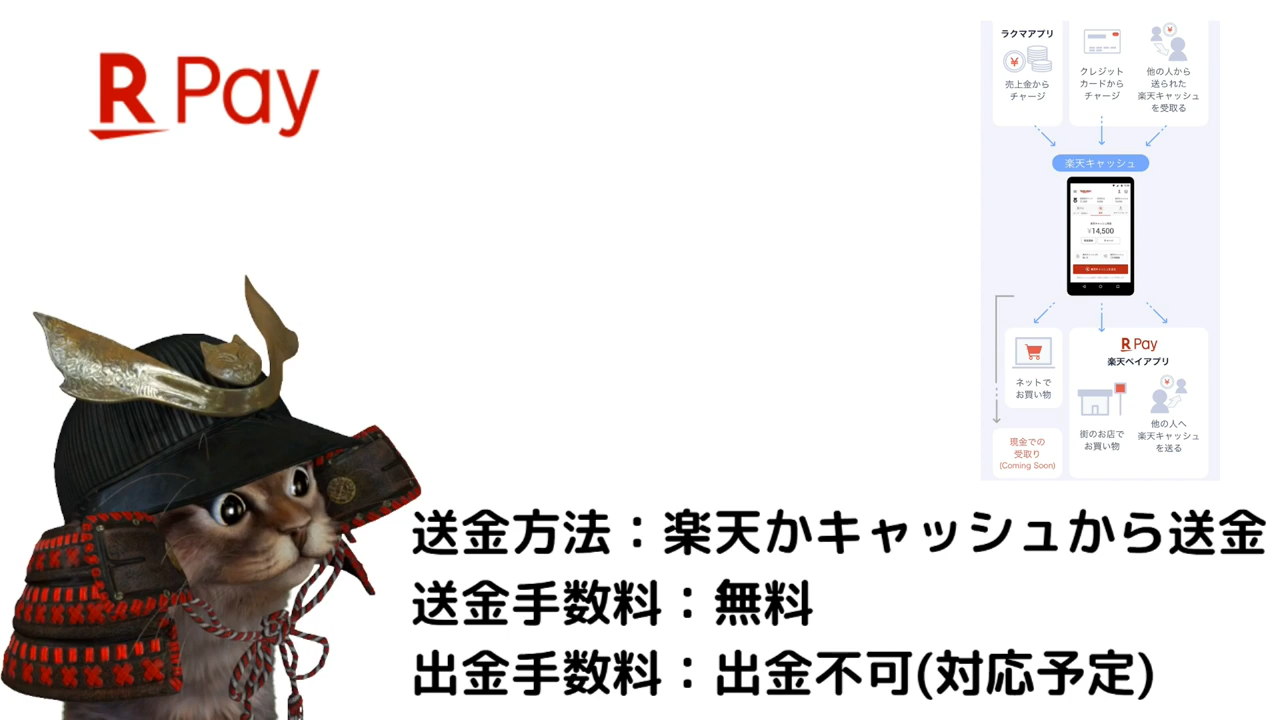 R Pay
ラクマアプリ
売上金から
チャージ
クレジット
カードから
チャージ
他の人から
送られた
楽天キャッシュ
を受取る
楽天キャッシュ
¥14,500
ネットで
お買い物
R Pay
楽天ペイアプリ
街のお店で
お買い物
他の人へ
楽天キャッシュ
を送る
現金での
受取り
(Coming Soon)
送金方法：楽天かキャッシュから送金
送金手数料：無料
出金手数料：出金不可(対応予定)